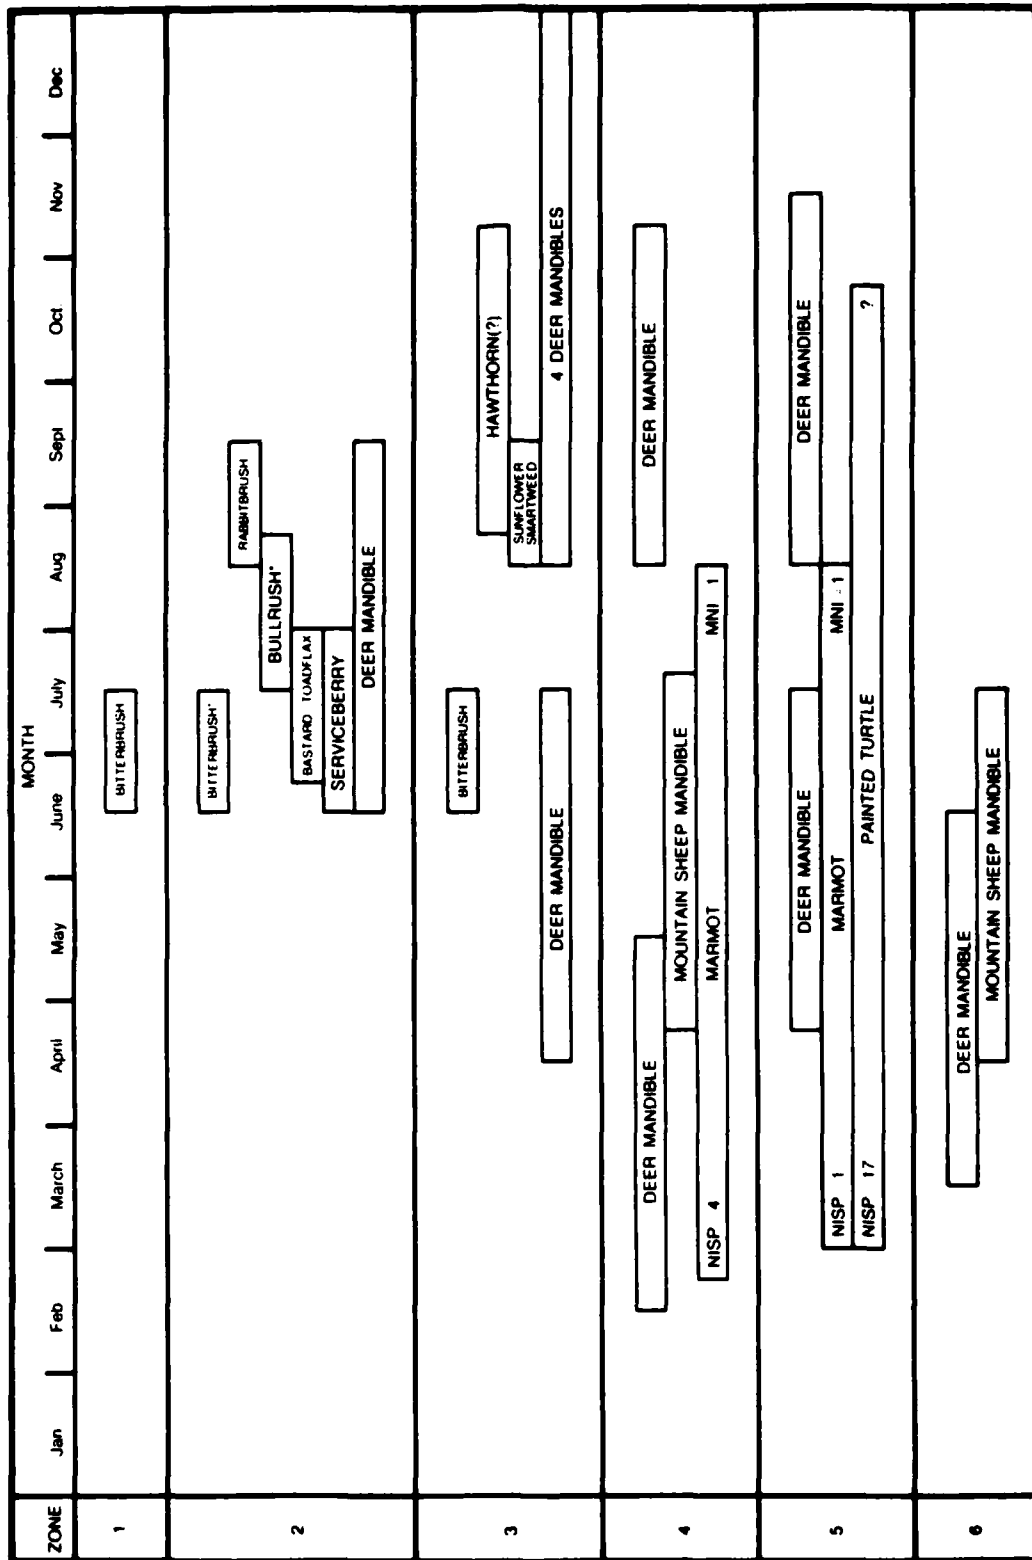 MONTH
ZONE Jan Feb March April May June July Aug Sept Oct. Nov Dec
1
BITTERBRUSH
2
BITTERBRUSH*
RABBITBRUSH
BULLRUSH*
BASTARD TOADFLAX
SERVICEBERRY
DEER MANDIBLE
3
BITTERBRUSH
HAWTHORN(?)
SUNFLOWER
SMARTWEED
DEER MANDIBLE
4 DEER MANDIBLES
4
DEER MANDIBLE
DEER MANDIBLE
MOUNTAIN SHEEP MANDIBLE
NISP 4 MARMOT MNI 1
5
DEER MANDIBLE
DEER MANDIBLE
NISP 1 MARMOT MNI - 1
NISP 17 PAINTED TURTLE ?
6
DEER MANDIBLE
MOUNTAIN SHEEP MANDIBLE